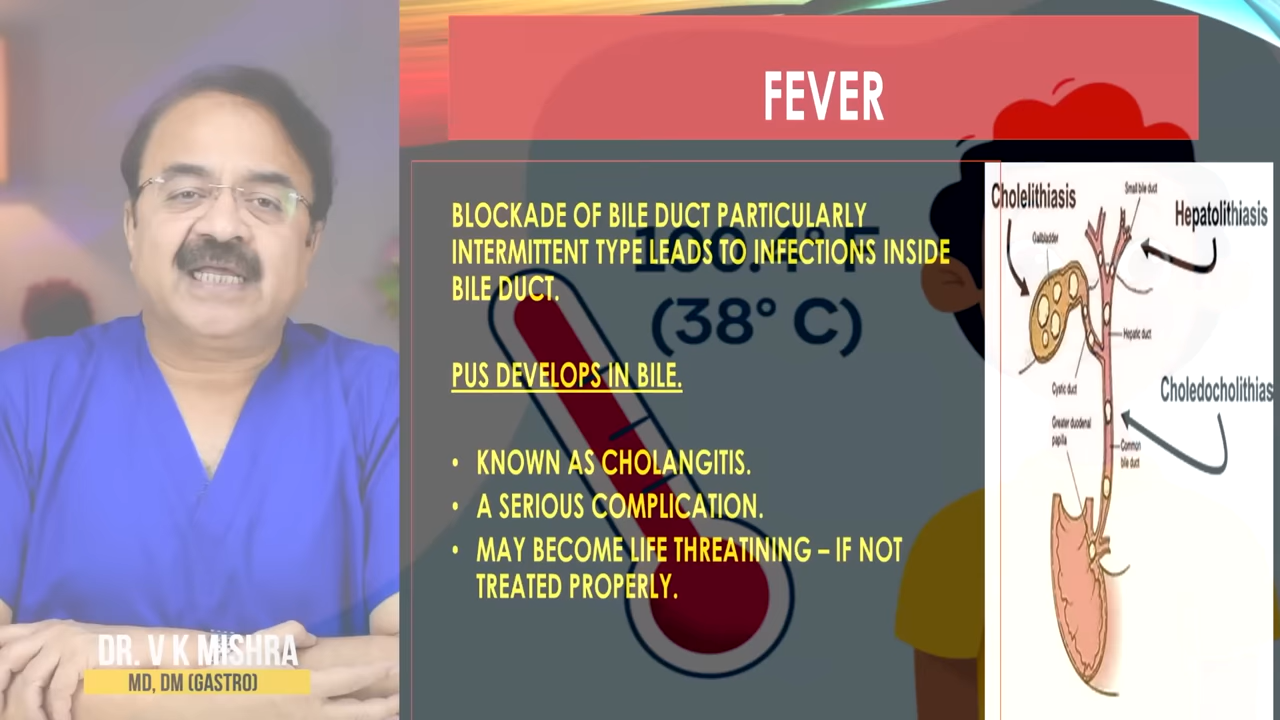 FEVER
BLOCKADE OF BILE DUCT PARTICULARLY
INTERMITTENT TYPE LEADS TO INFECTIONS INSIDE
BILE DUCT.
PUS DEVELOPS IN BILE.
• KNOWN AS CHOLANGITIS.
• A SERIOUS COMPLICATION.
• MAY BECOME LIFE THREATINING – IF NOT
TREATED PROPERLY.
100.4° F
(38° C)
Cholelithiasis
Small bile duct
Hepatolithiasis
Gallbladder
Hepatic duct
Cystic duct
Choledocholithias
Greater duodenal
papilla
Common
bile duct
DR. V K MISHRA
MD, DM (GASTRO)